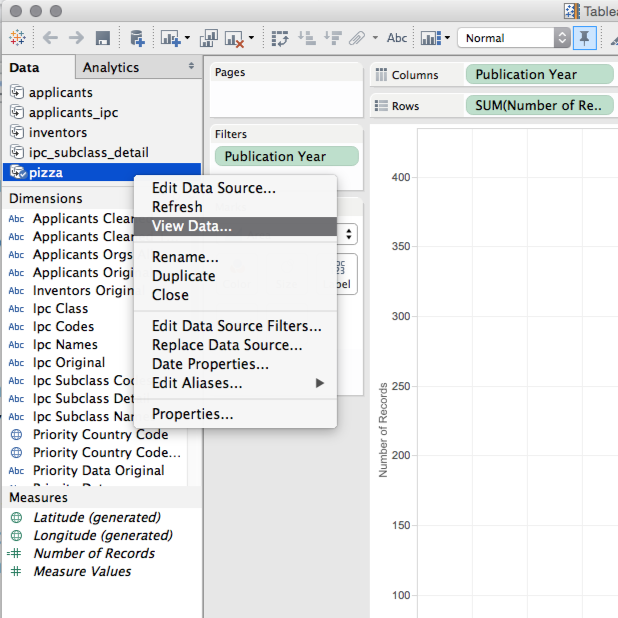 Tablea
Abc
Normal
Data
Analytics
Pages
Columns
Publication Year
Rows
SUM(Number of Re..
applicants
applicants_ipc
inventors
ipc_subclass_detail
pizza
Filters
Publication Year
Edit Data Source...
Refresh
View Data...
Rename...
Duplicate
Close
Edit Data Source Filters...
Replace Data Source...
Date Properties...
Edit Aliases...
Properties...
Dimensions
Abc Applicants Clear
Abc Applicants Clear
Abc Applicants Orgs
Abc Applicants Origi
Abc Inventors Origin
Abc Ipc Class
Abc Ipc Codes
Abc Ipc Names
Abc Ipc Original
Abc Ipc Subclass Cod
Abc Ipc Subclass Det
Abc Ipc Subclass Nar
Priority Country Code
Priority Country Code...
Abc Priority Data Original
Measures
Latitude (generated)
Longitude (generated)
Number of Records
Measure Values
Number of Records
400
350
300
250
200
150
100